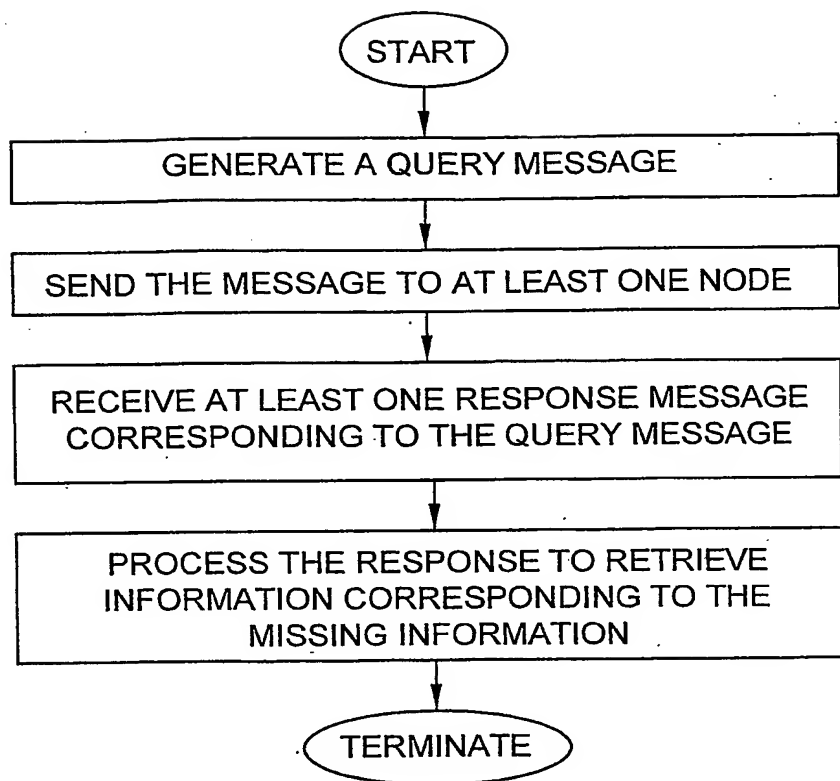 START
GENERATE A QUERY MESSAGE
SEND THE MESSAGE TO AT LEAST ONE NODE
RECEIVE AT LEAST ONE RESPONSE MESSAGE
CORRESPONDING TO THE QUERY MESSAGE
PROCESS THE RESPONSE TO RETRIEVE
INFORMATION CORRESPONDING TO THE
MISSING INFORMATION
TERMINATE